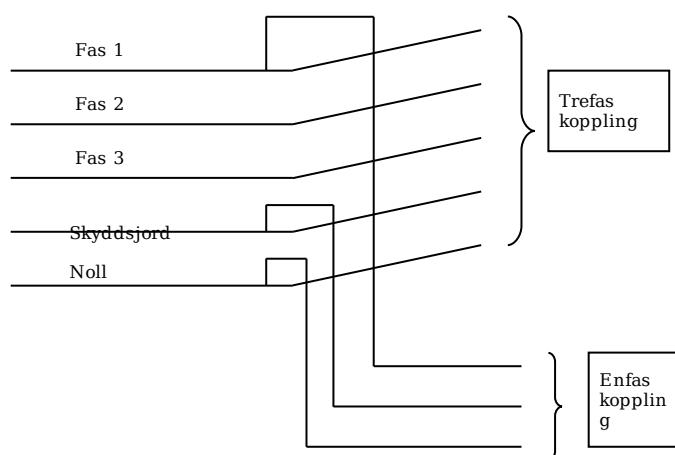 Fas 1
Fas 2
Fas 3
Skyddsjord
Noll
Trefas
koppling
Enfas
kopplin
g